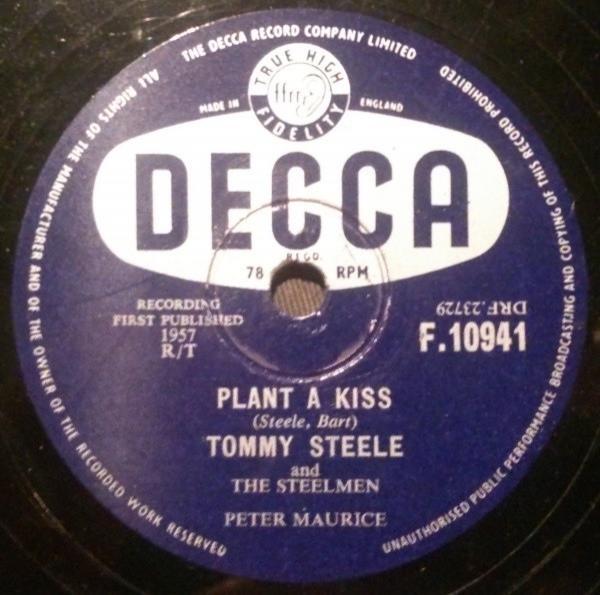 ALL RIGHTS OF THE MANUFACTURER AND OF THE OWNER OF THE RECORDED WORK RESERVED
THE DECCA RECORD COMPANY LIMITED
UNAUTHORISED PUBLIC PERFORMANCE BROADCASTING AND COPYING OF THIS RECORD PROHIBITED
TRUE HIGH
ffrr
FIDELITY
MADE IN ENGLAND
DECCA
REGD.
78 RPM
RECORDING
FIRST PUBLISHED
1957
R/T
DRF.23729
F.10941
PLANT A KISS
(Steele, Bart)
TOMMY STEELE
and
THE STEELMEN
PETER MAURICE